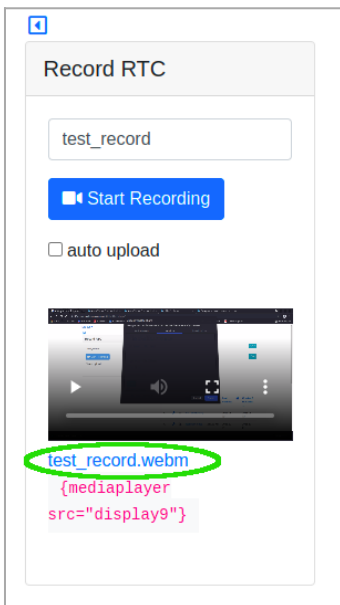 Record RTC
test_record
Start Recording
auto upload
test_record.webm
{mediaplayer
src="display9"}